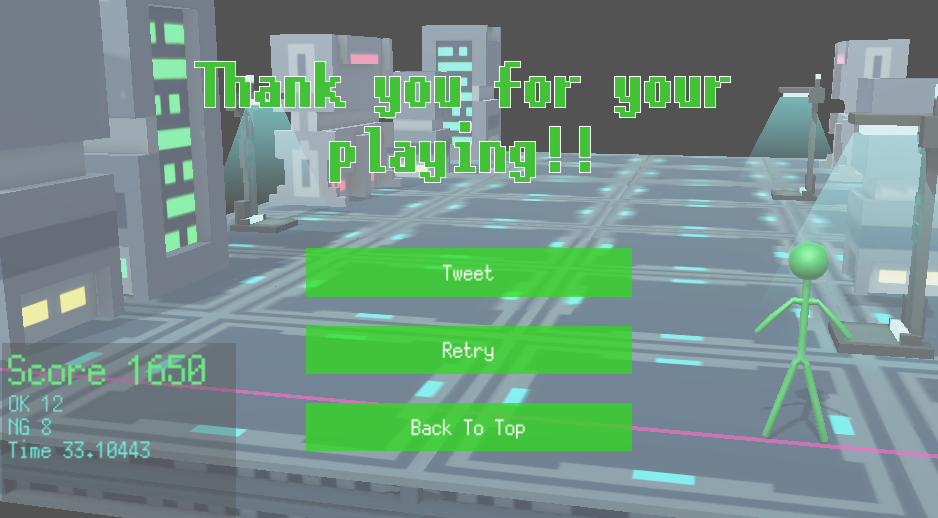 Thank you for your
playing!!
Tweet
Retry
Back To Top
Score 1650
OK 12
NG 8
Time 33.10443